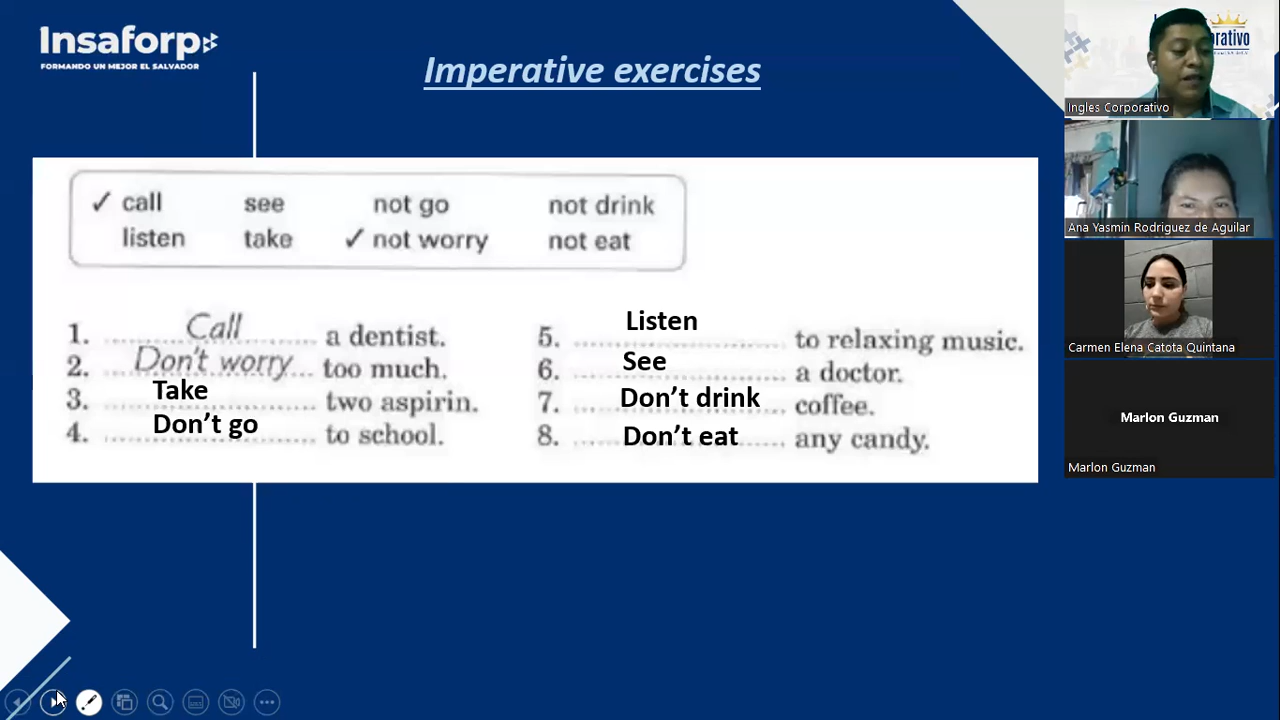 Insaforp
FORMANDO UN MEJOR EL SALVADOR
Imperative exercises
✓ call see not go not drink
listen take ✓ not worry not eat
1. Call a dentist.
2. Don't worry too much.
3. Take two aspirin.
4. Don't go to school.
5. Listen to relaxing music.
6. See a doctor.
7. Don't drink coffee.
8. Don't eat any candy.
Ingles Corporativo
Ana Yasmin Rodriguez de Aguilar
Carmen Elena Catota Quintana
Marlon Guzman
Marlon Guzman